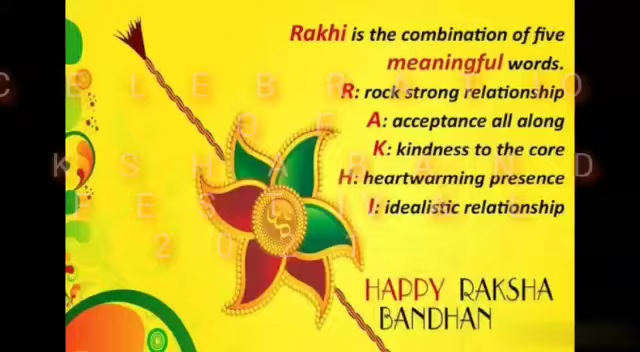 Rakhi is the combination of five
meaningful words.
R: rock strong relationship
A: acceptance all along
K: kindness to the core
H: heartwarming presence
I: idealistic relationship
HAPPY RAKSHA
BANDHAN